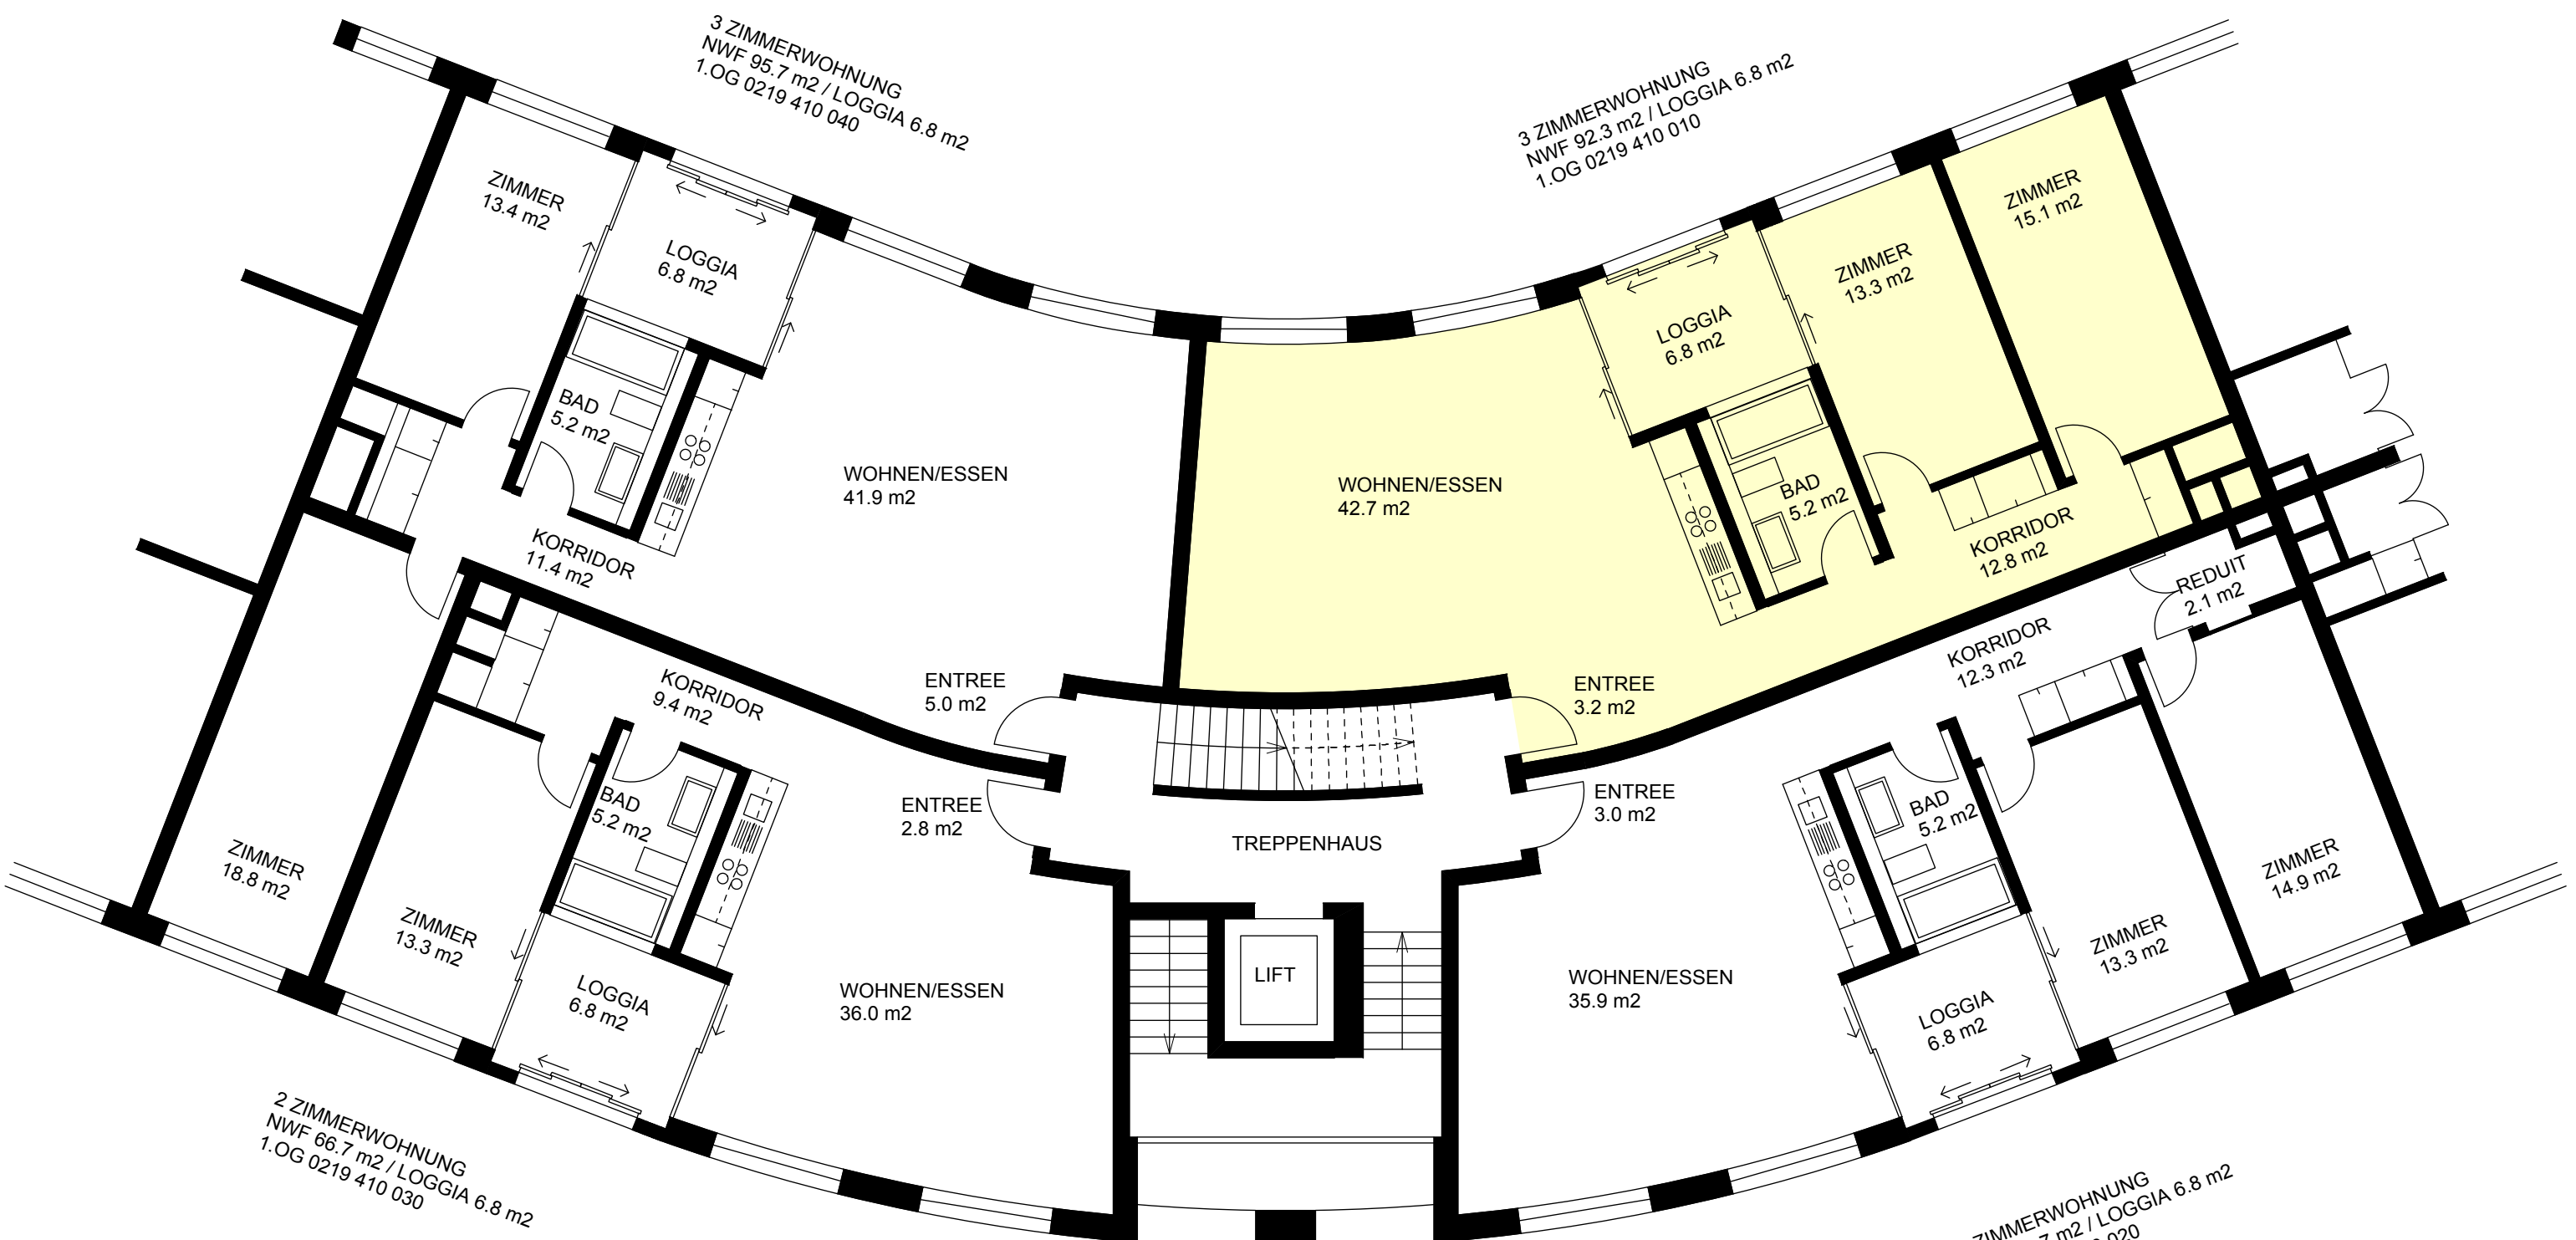 3 ZIMMERWOHNUNG
NWF 95.7 m2 / LOGGIA 6.8 m2
1.OG 0219 410 040
3 ZIMMERWOHNUNG
NWF 92.3 m2 / LOGGIA 6.8 m2
1.OG 0219 410 010
ZIMMER
13.4 m2
LOGGIA
6.8 m2
BAD
5.2 m2
WOHNEN/ESSEN
41.9 m2
KORRIDOR
11.4 m2
ENTREE
5.0 m2
ZIMMER
18.8 m2
WOHNEN/ESSEN
42.7 m2
LOGGIA
6.8 m2
ZIMMER
13.3 m2
ZIMMER
15.1 m2
BAD
5.2 m2
KORRIDOR
12.8 m2
ENTREE
3.2 m2
KORRIDOR
9.4 m2
ENTREE
2.8 m2
BAD
5.2 m2
ZIMMER
13.3 m2
LOGGIA
6.8 m2
WOHNEN/ESSEN
36.0 m2
TREPPENHAUS
LIFT
ENTREE
3.0 m2
KORRIDOR
12.3 m2
REDUIT
2.1 m2
BAD
5.2 m2
WOHNEN/ESSEN
35.9 m2
LOGGIA
6.8 m2
ZIMMER
13.3 m2
ZIMMER
14.9 m2
2 ZIMMERWOHNUNG
NWF 66.7 m2 / LOGGIA 6.8 m2
1.OG 0219 410 030
ZIMMERWOHNUNG
m2 / LOGGIA 6.8 m2
020